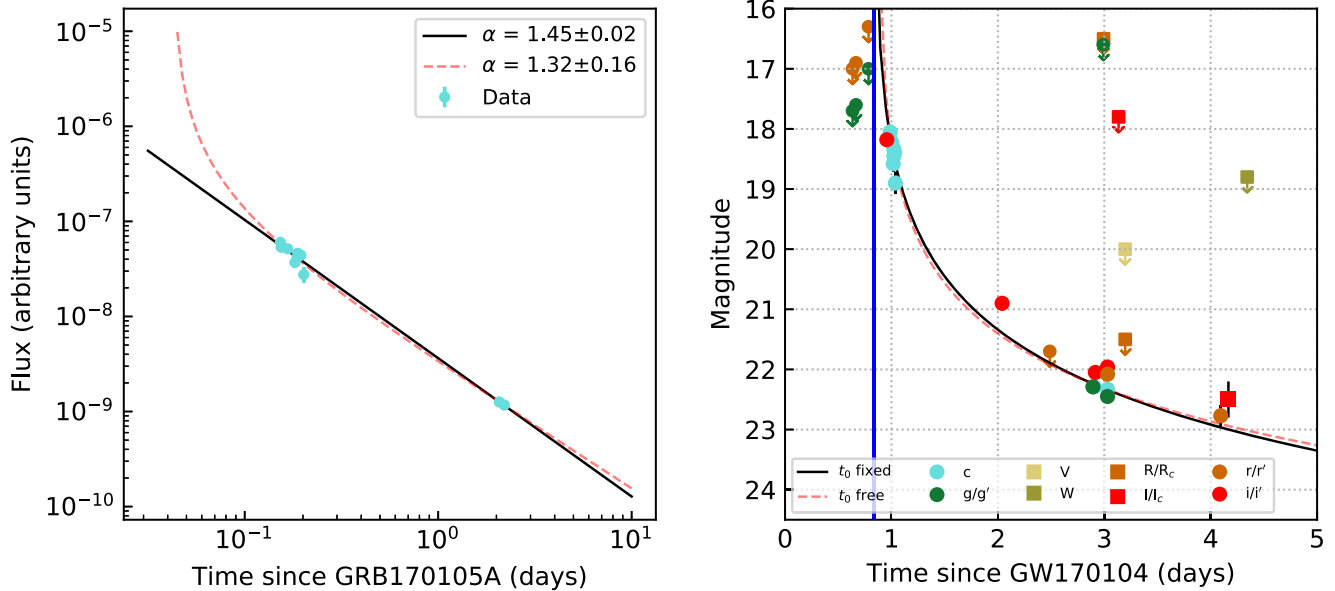 α = 1.45±0.02
α = 1.32±0.16
Data
10⁻⁵
10⁻⁶
10⁻⁷
10⁻⁸
10⁻⁹
10⁻¹⁰
Flux (arbitrary units)
10⁻¹ 10⁰ 10¹
Time since GRB170105A (days)
16
17
18
19
20
21
22
23
24
Magnitude
t₀ fixed c V R/R_c r/r′
t₀ free g/g′ W I/I_c i/i′
0 1 2 3 4 5
Time since GW170104 (days)